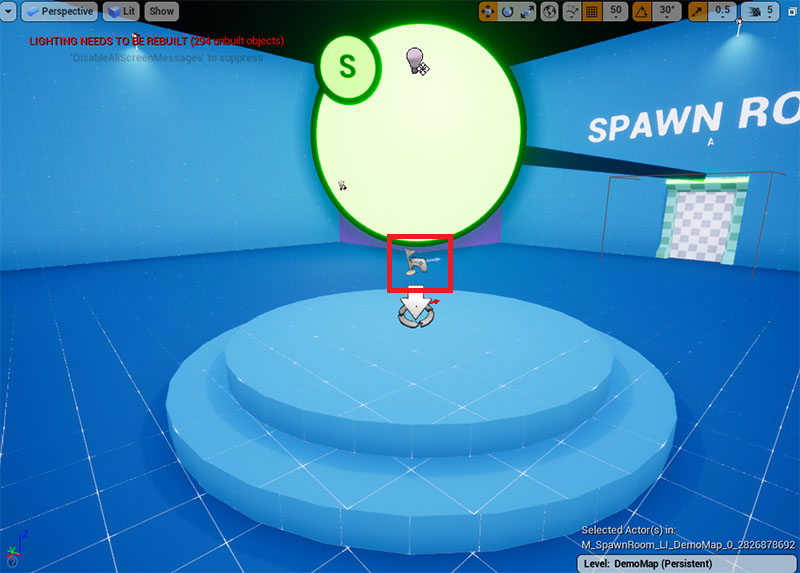 Perspective Lit Show 50 30° 0.5 5
LIGHTING NEEDS TO BE REBUILT (294 unbuilt objects)
'DisableAllScreenMessages' to suppress
S
SPAWN RO
A
Z
Selected Actor(s) in:
M_SpawnRoom_LI_DemoMap_0_2826878692
Level: DemoMap (Persistent)